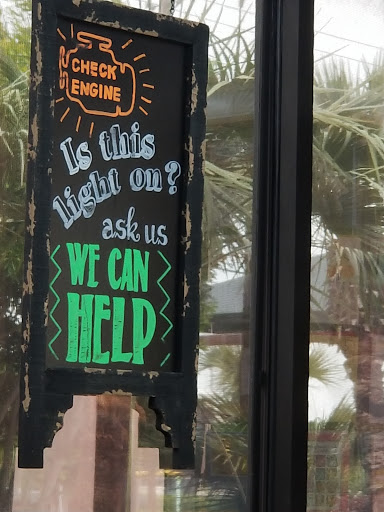 CHECK
ENGINE
Is this
light on?
ask us
WE CAN
HELP